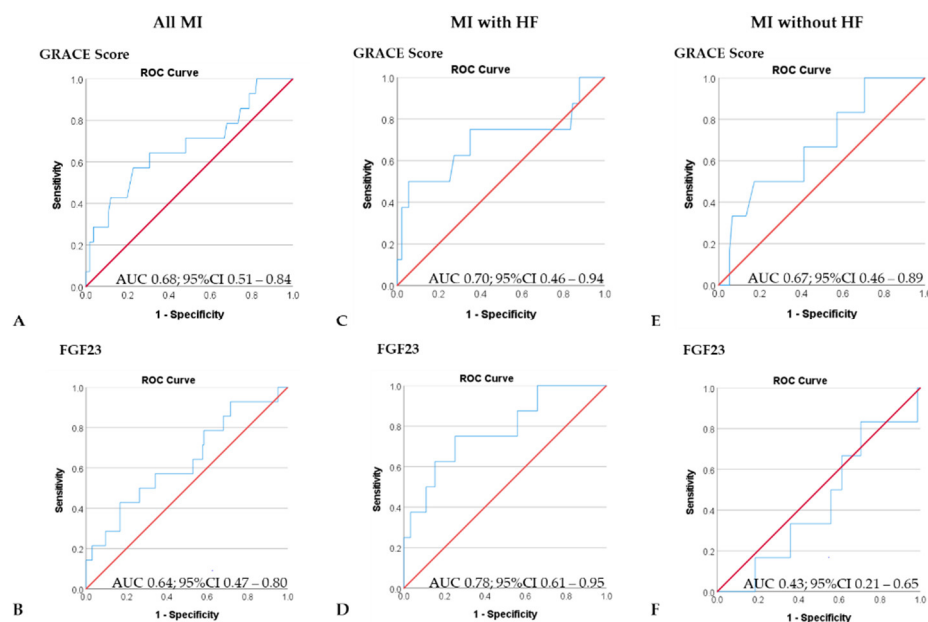 All MI
MI with HF
MI without HF
A
GRACE Score
ROC Curve
1.0
0.8
0.6
0.4
0.2
0.0
Sensitivity
AUC 0.68; 95%CI 0.51 – 0.84
0.0 0.2 0.4 0.6 0.8 1.0
1 - Specificity
C
GRACE Score
ROC Curve
1.0
0.8
0.6
0.4
0.2
0.0
Sensitivity
AUC 0.70; 95%CI 0.46 – 0.94
0.0 0.2 0.4 0.6 0.8 1.0
1 - Specificity
E
GRACE Score
ROC Curve
1.0
0.8
0.6
0.4
0.2
0.0
Sensitivity
AUC 0.67; 95%CI 0.46 – 0.89
0.0 0.2 0.4 0.6 0.8 1.0
1 - Specificity
B
FGF23
ROC Curve
1.0
0.8
0.6
0.4
0.2
0.0
Sensitivity
AUC 0.64; 95%CI 0.47 – 0.80
0.0 0.2 0.4 0.6 0.8 1.0
1 - Specificity
D
FGF23
ROC Curve
1.0
0.8
0.6
0.4
0.2
0.0
Sensitivity
AUC 0.78; 95%CI 0.61 – 0.95
0.0 0.2 0.4 0.6 0.8 1.0
1 - Specificity
F
FGF23
ROC Curve
1.0
0.8
0.6
0.4
0.2
0.0
Sensitivity
AUC 0.43; 95%CI 0.21 – 0.65
0.0 0.2 0.4 0.6 0.8 1.0
1 - Specificity